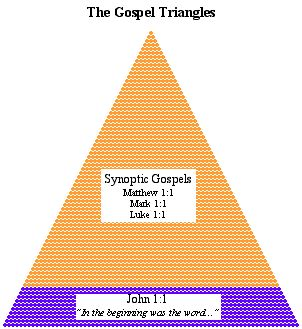 The Gospel Triangles
Synoptic Gospels
Matthew 1:1
Mark 1:1
Luke 1:1
John 1:1
"In the beginning was the word..."